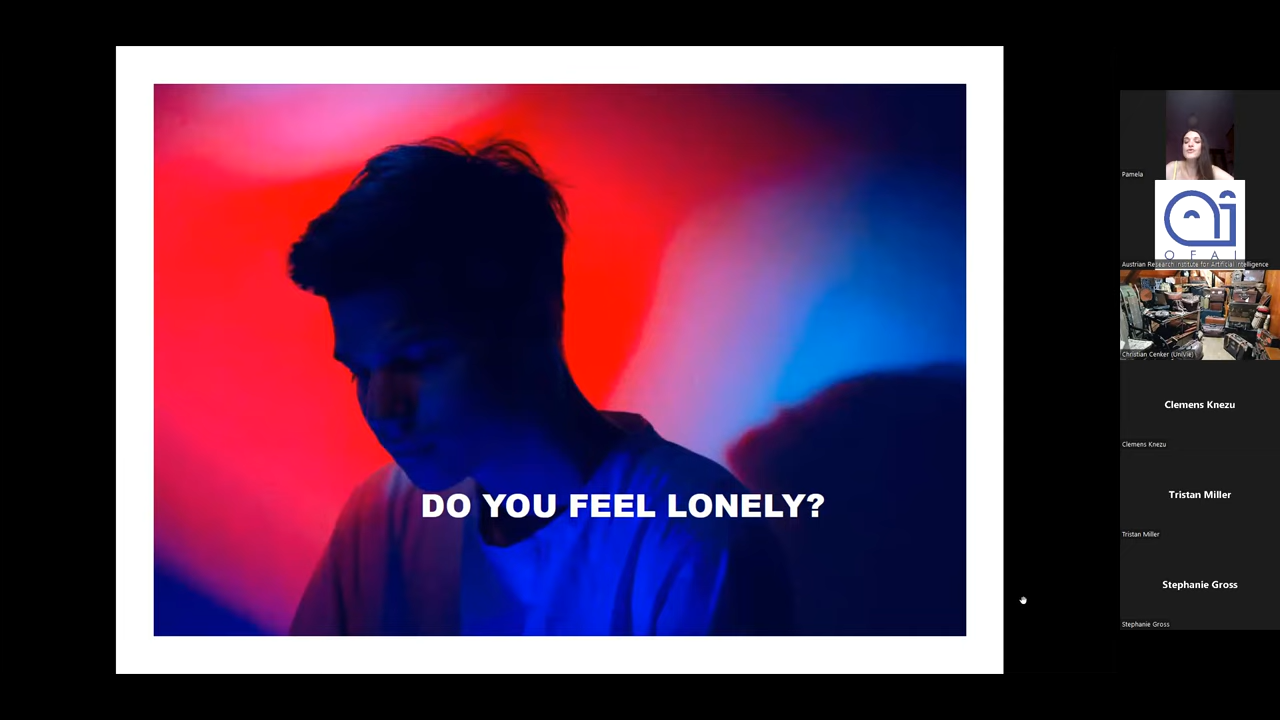 DO YOU FEEL LONELY?
Pamela
OFAI
Austrian Research Institute for Artificial Intelligence
Christian Cenker (UniVie)
Clemens Knezu
Clemens Knezu
Tristan Miller
Tristan Miller
Stephanie Gross
Stephanie Gross